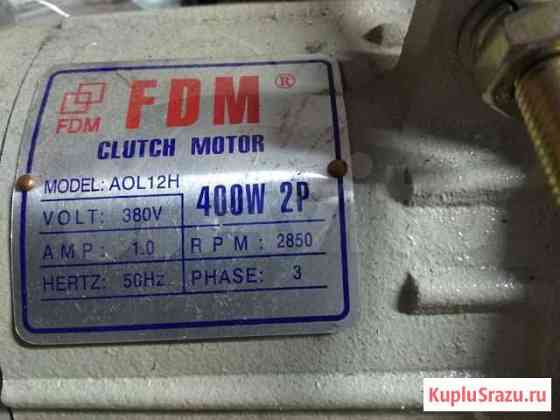 FDM ®
FDM
CLUTCH MOTOR
MODEL: AOL12H
400W 2P
VOLT: 380V
AMP: 1.0
RPM: 2850
HERTZ: 50Hz
PHASE: 3
KupluSrazu.ru